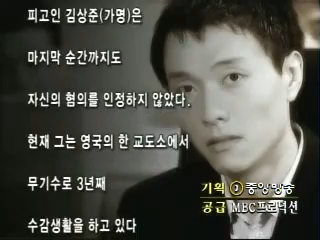 피고인 김상준(가명)은
마지막 순간까지도
자신의 혐의를 인정하지 않았다.
현재 그는 영국의 한 교도소에서
무기수로 3년째
수감생활을 하고 있다
기획 중앙방송
공급 MBC프로덕션